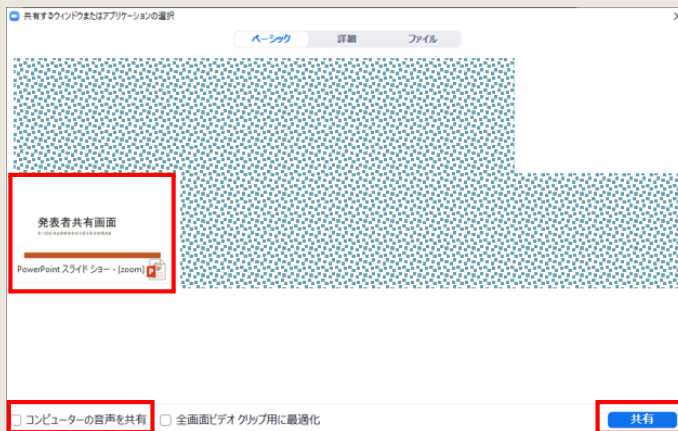 共有するウィンドウまたはアプリケーションの選択
ベーシック 詳細 ファイル
発表者共有画面
PowerPoint スライド ショー - [zoom]
コンピューターの音声を共有 全画面ビデオ クリップ用に最適化 共有